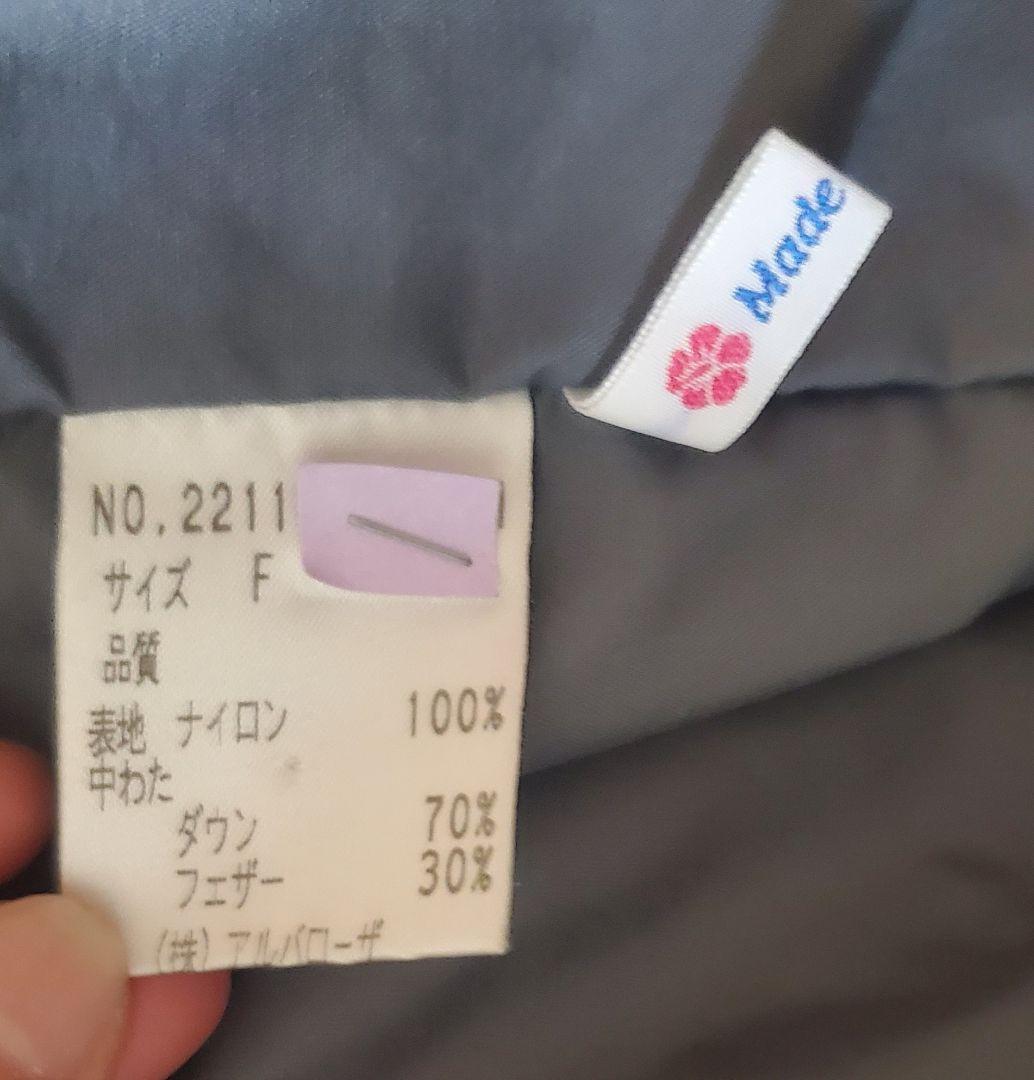 Made
NO.2211
サイズ F
品質
表地 ナイロン 100%
中わた
ダウン 70%
フェザー 30%
(株)アルバローザ